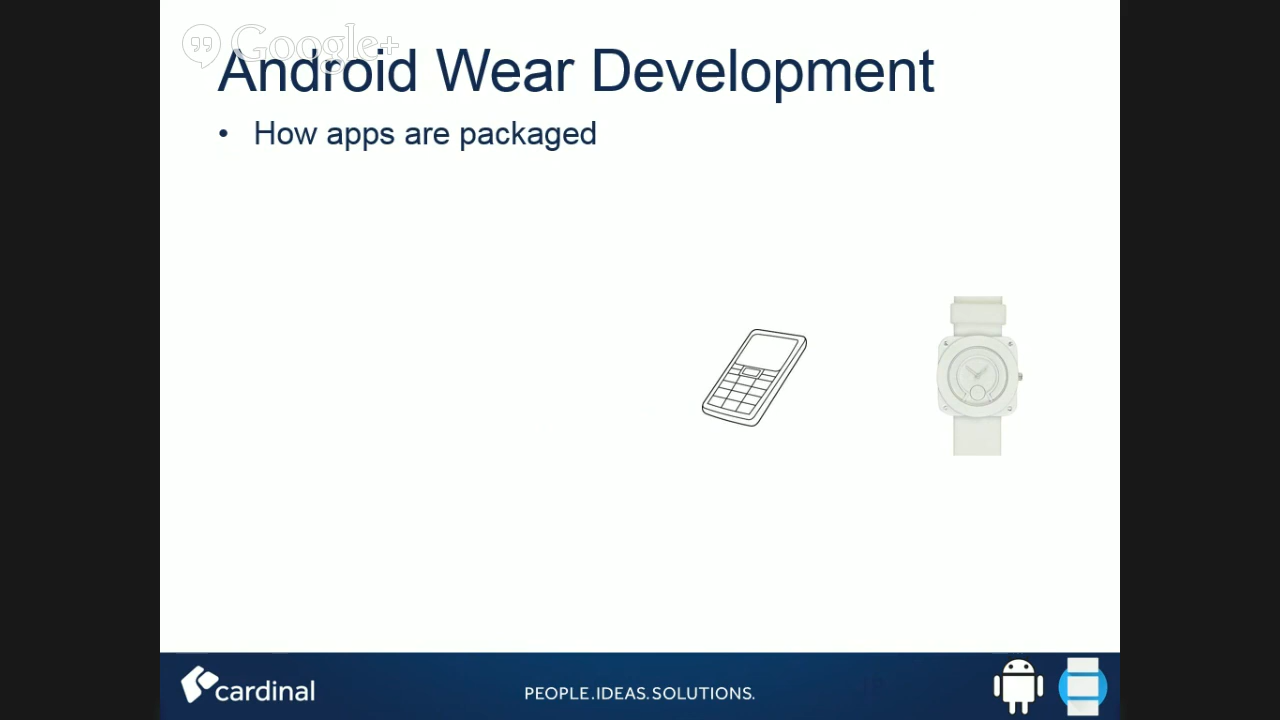 Google+
Android Wear Development
• How apps are packaged
cardinal
PEOPLE.IDEAS.SOLUTIONS.